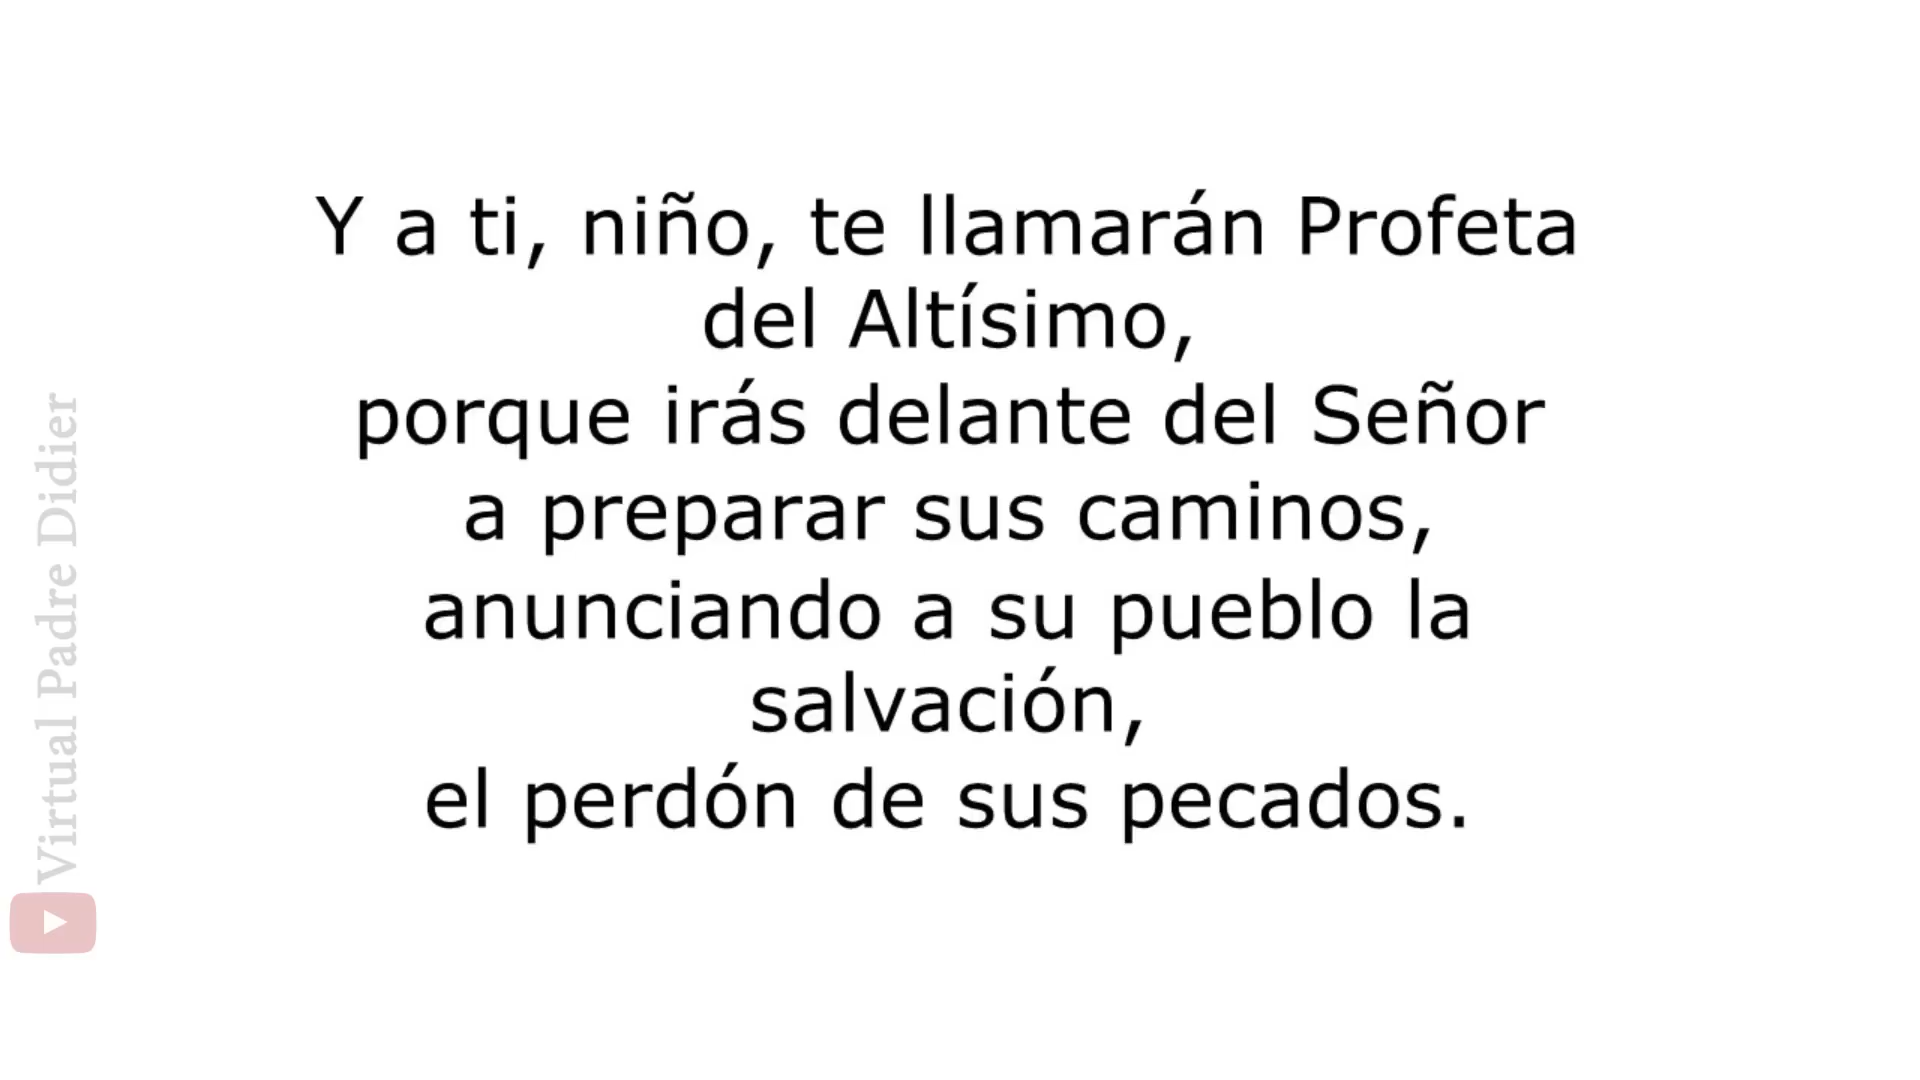 Y a ti, niño, te llamarán Profeta
del Altísimo,
porque irás delante del Señor
a preparar sus caminos,
anunciando a su pueblo la
salvación,
el perdón de sus pecados.
Virtual Padre Didier